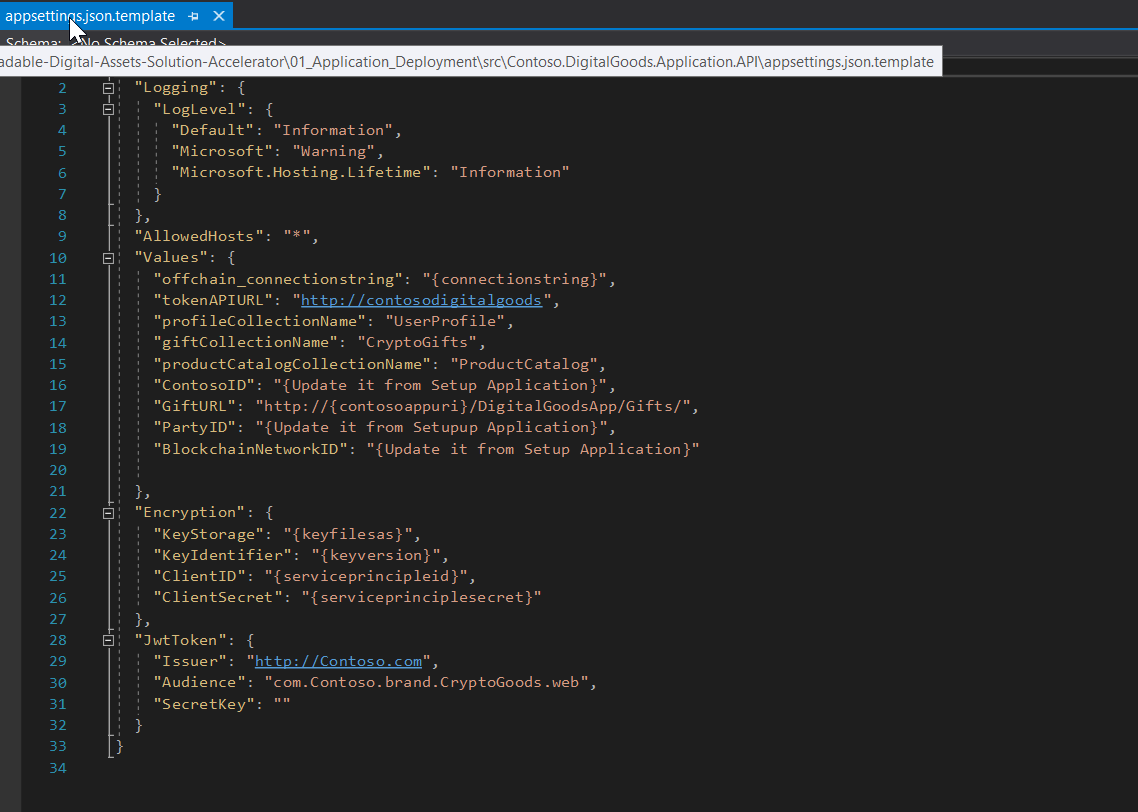 appsettings.json.template
Schema: <No Schema Selected>
adable-Digital-Assets-Solution-Accelerator\01_Application_Deployment\src\Contoso.DigitalGoods.Application.API\appsettings.json.template
2 "Logging": {
3 "LogLevel": {
4 "Default": "Information",
5 "Microsoft": "Warning",
6 "Microsoft.Hosting.Lifetime": "Information"
7 }
8 },
9 "AllowedHosts": "*",
10 "Values": {
11 "offchain_connectionstring": "{connectionstring}",
12 "tokenAPIURL": "http://contosodigitalgoods",
13 "profileCollectionName": "UserProfile",
14 "giftCollectionName": "CryptoGifts",
15 "productCatalogCollectionName": "ProductCatalog",
16 "ContosoID": "{Update it from Setup Application}",
17 "GiftURL": "http://{contosoappuri}/DigitalGoodsApp/Gifts/",
18 "PartyID": "{Update it from Setupup Application}",
19 "BlockchainNetworkID": "{Update it from Setup Application}"
20
21 },
22 "Encryption": {
23 "KeyStorage": "{keyfilesas}",
24 "KeyIdentifier": "{keyversion}",
25 "ClientID": "{serviceprincipleid}",
26 "ClientSecret": "{serviceprinciplesecret}"
27 },
28 "JwtToken": {
29 "Issuer": "http://Contoso.com",
30 "Audience": "com.Contoso.brand.CryptoGoods.web",
31 "SecretKey": ""
32 }
33 }
34